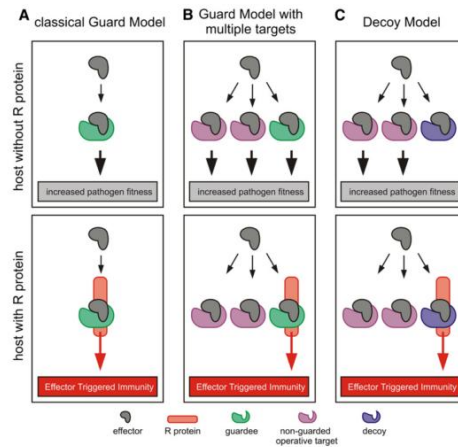 A
classical Guard Model
B
Guard Model with
multiple targets
C
Decoy Model
host without R protein
increased pathogen fitness
increased pathogen fitness
increased pathogen fitness
host with R protein
Effector Triggered Immunity
Effector Triggered Immunity
Effector Triggered Immunity
effector
R protein
guardee
non-guarded
operative target
decoy